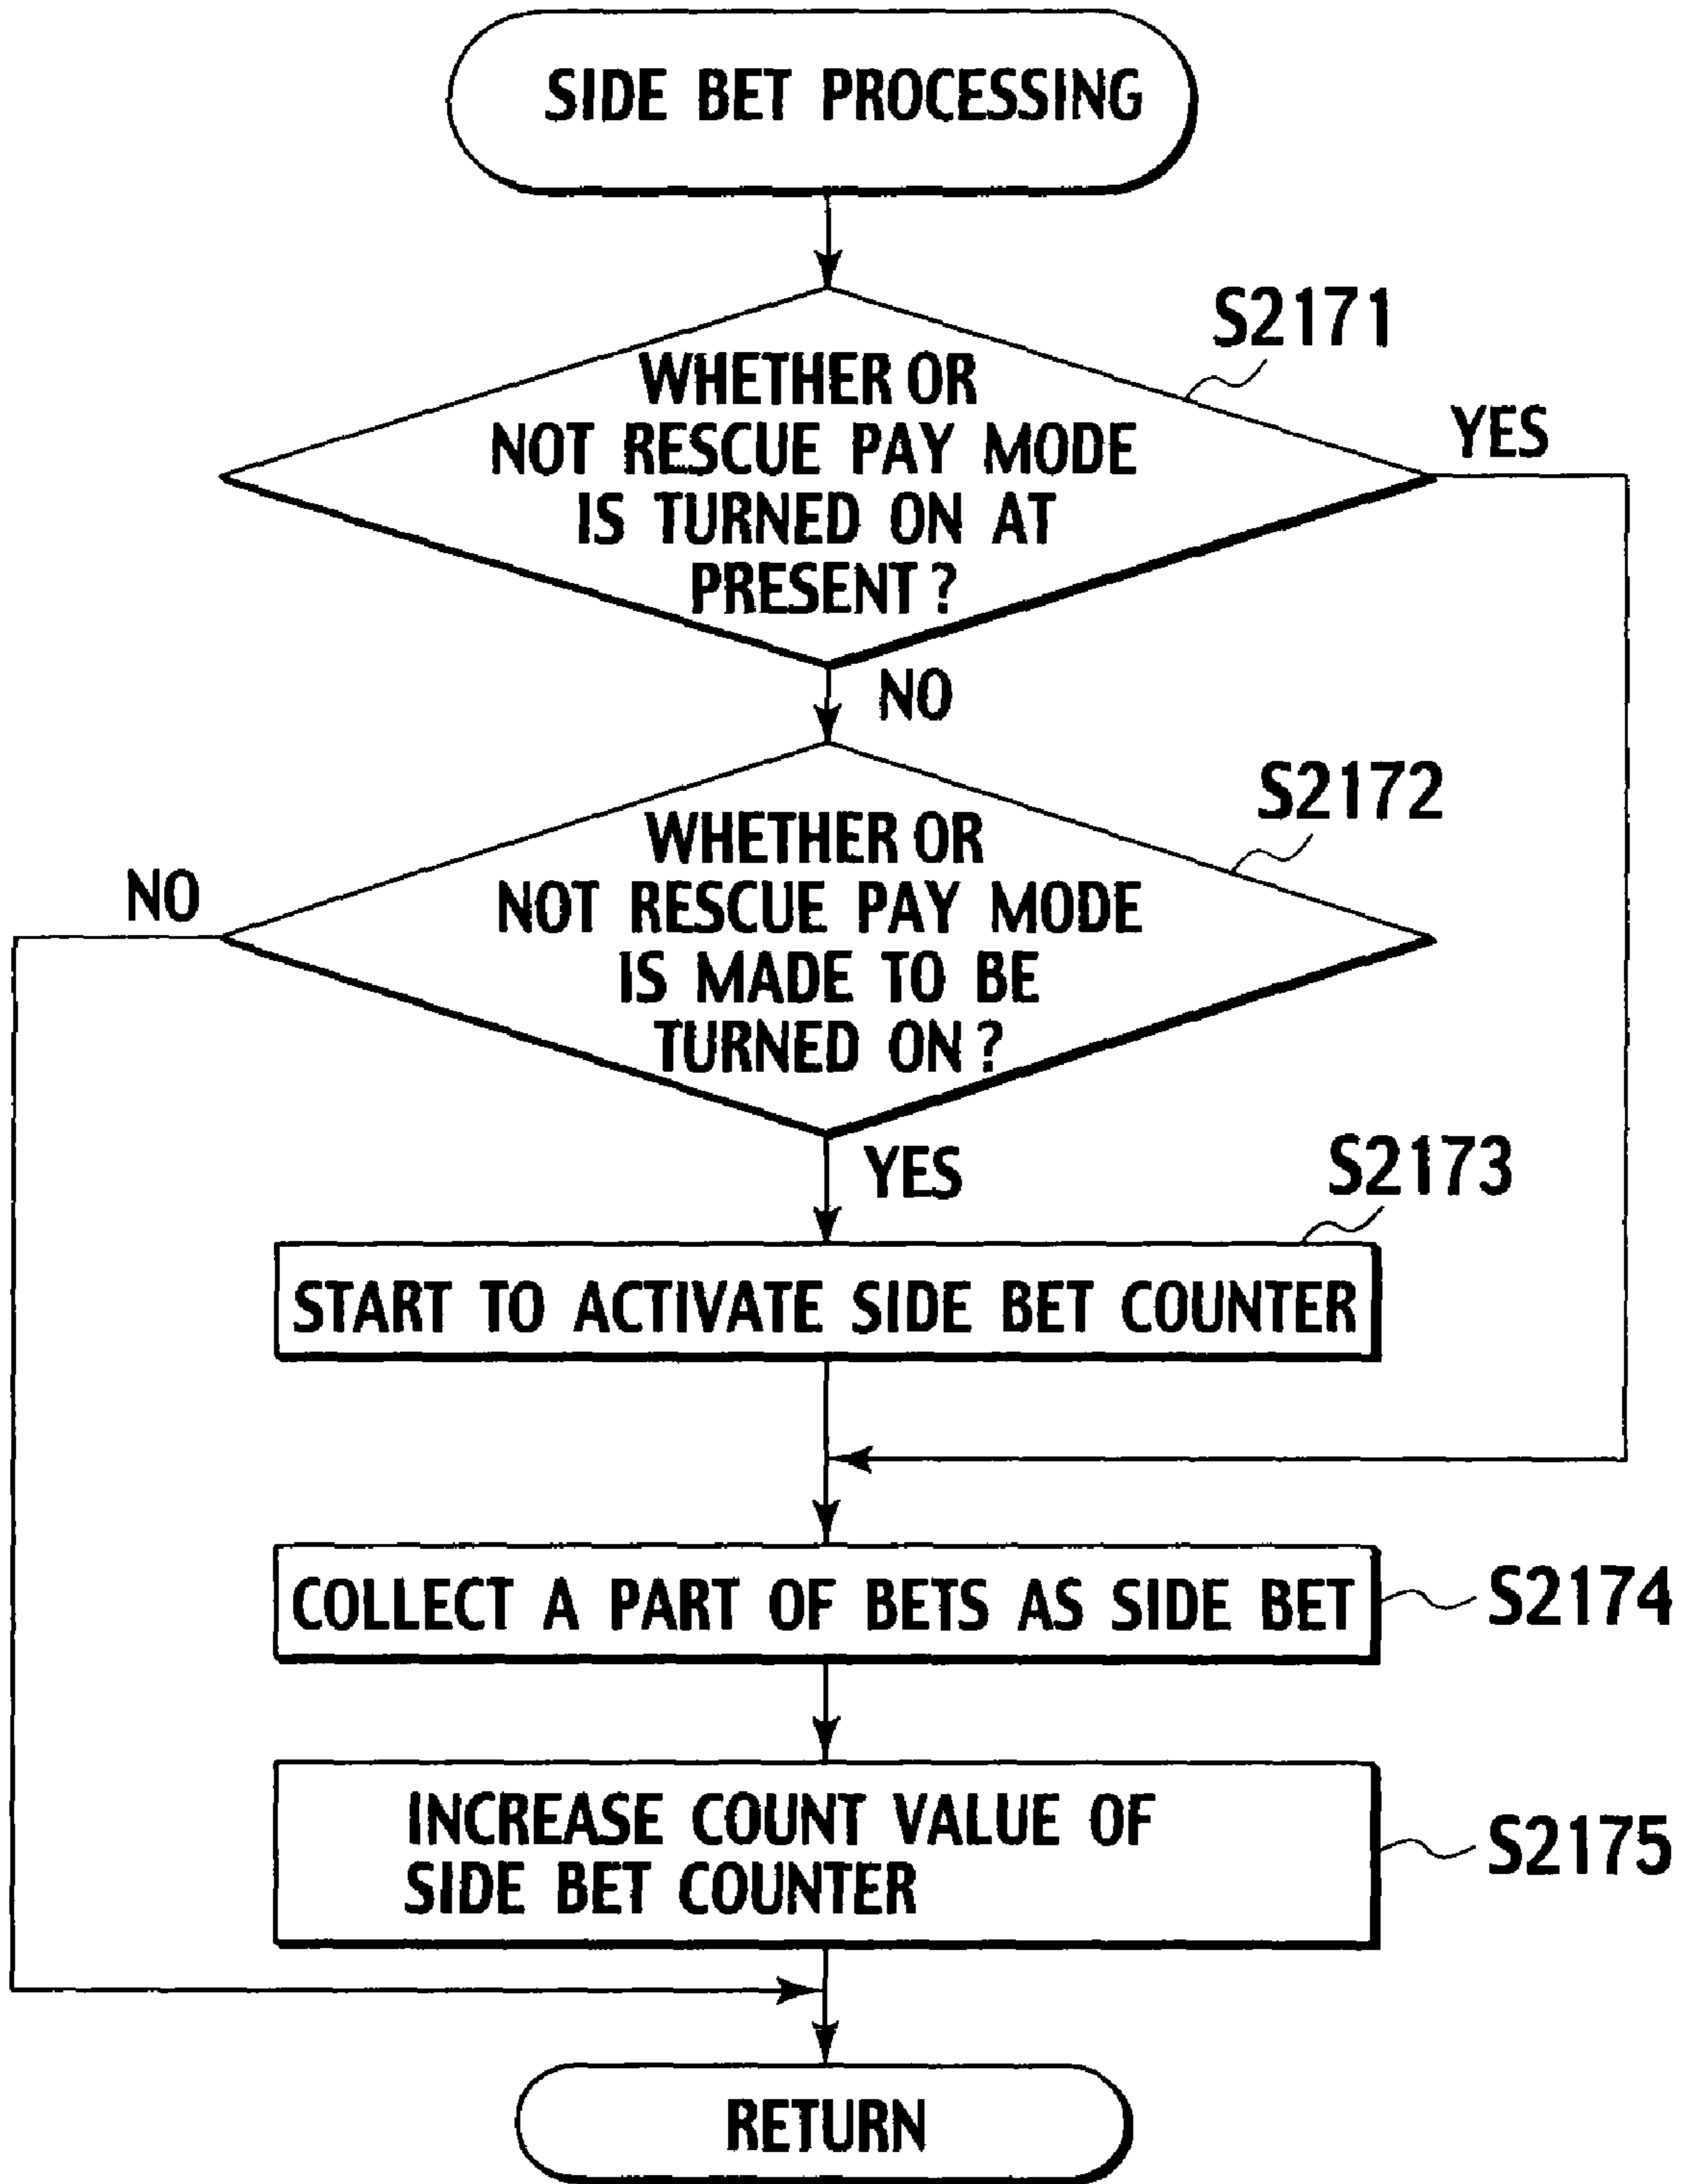 SIDE BET PROCESSING
S2171
WHETHER OR
NOT RESCUE PAY MODE
IS TURNED ON AT
PRESENT?
YES
NO
S2172
WHETHER OR
NOT RESCUE PAY MODE
IS MADE TO BE
TURNED ON?
NO
YES
S2173
START TO ACTIVATE SIDE BET COUNTER
COLLECT A PART OF BETS AS SIDE BET
S2174
INCREASE COUNT VALUE OF
SIDE BET COUNTER
S2175
RETURN